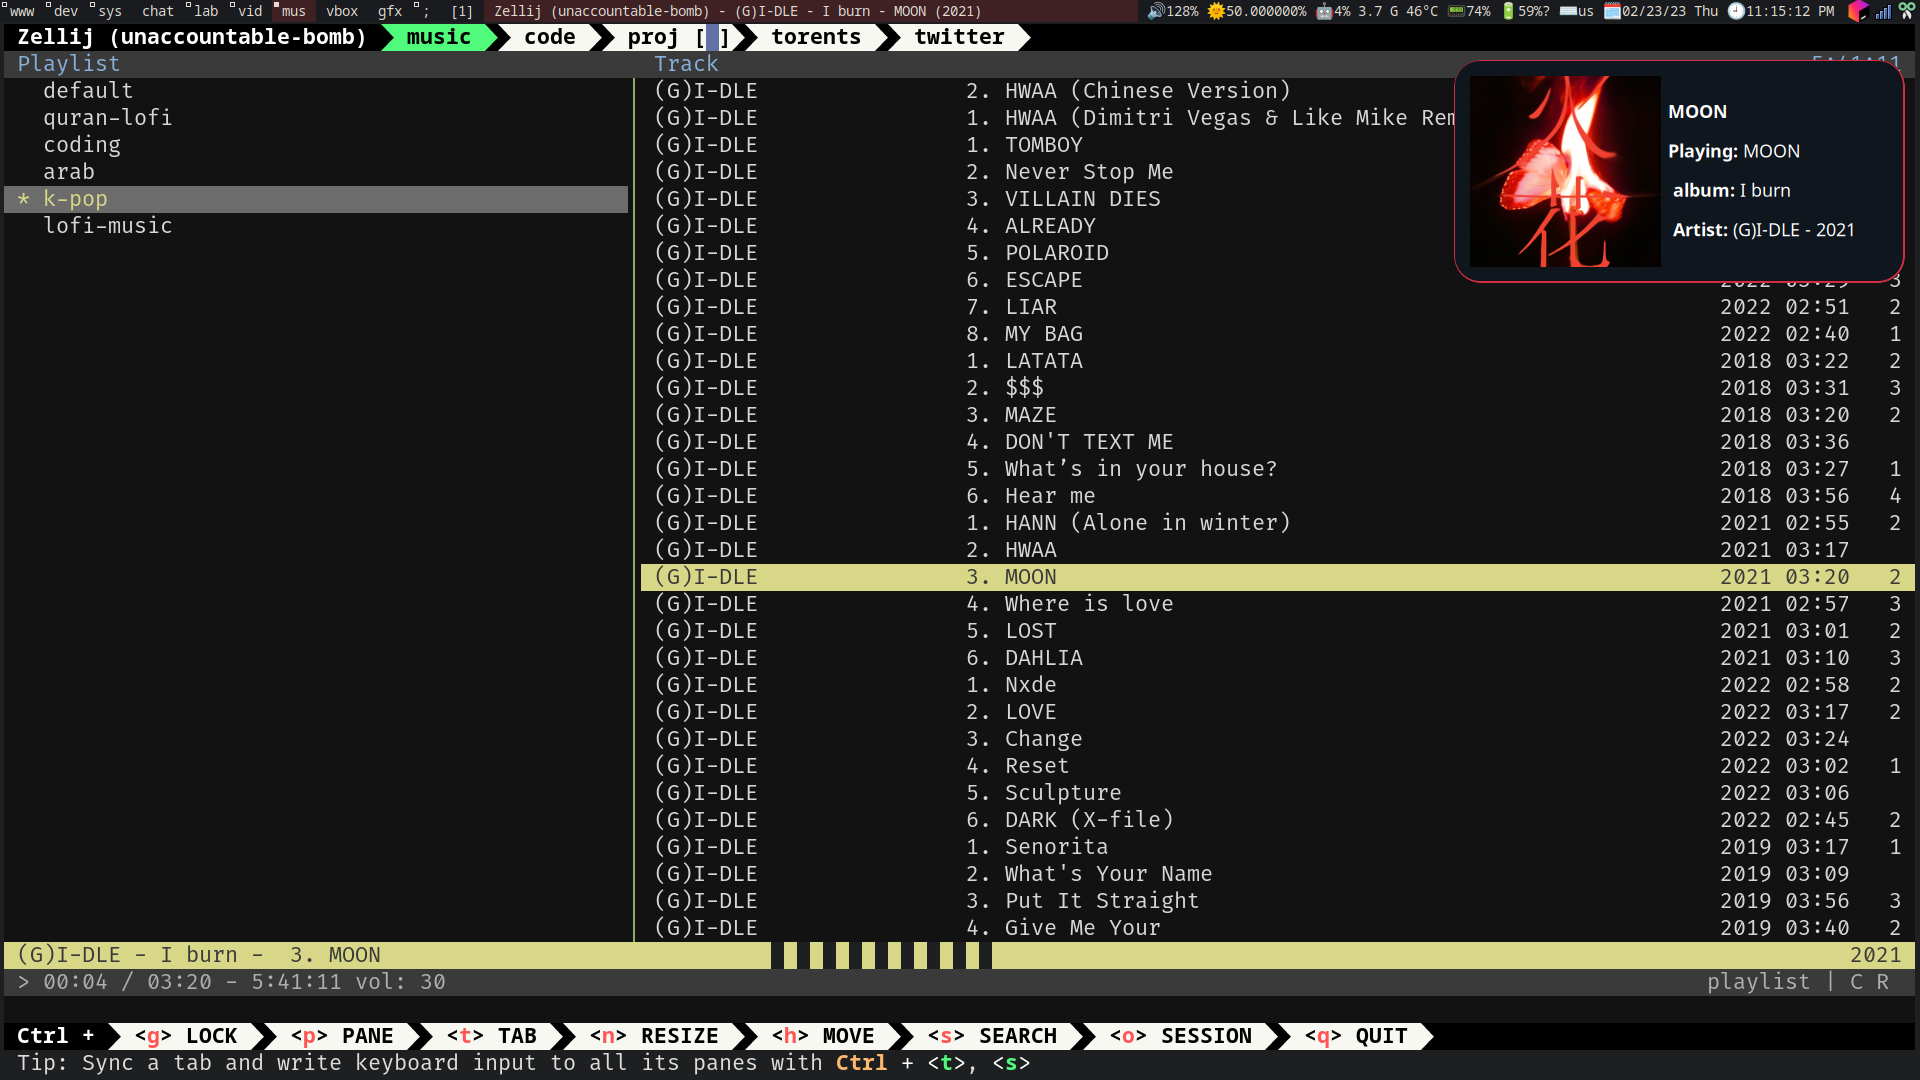 www dev sys chat lab vid mus vbox gfx ; [1] Zellij (unaccountable-bomb) - (G)I-DLE - I burn - MOON (2021) 128% 50.000000% 4% 3.7 G 46°C 74% 59%? us 02/23/23 Thu 11:15:12 PM
Zellij (unaccountable-bomb) music code proj [ ] torents twitter
Playlist Track 5:41:11
default
quran-lofi
coding
arab
* k-pop
lofi-music
(G)I-DLE 2. HWAA (Chinese Version)
(G)I-DLE 1. HWAA (Dimitri Vegas & Like Mike Rem
(G)I-DLE 1. TOMBOY
(G)I-DLE 2. Never Stop Me
(G)I-DLE 3. VILLAIN DIES
(G)I-DLE 4. ALREADY
(G)I-DLE 5. POLAROID
(G)I-DLE 6. ESCAPE 2022 03:29 3
(G)I-DLE 7. LIAR 2022 02:51 2
(G)I-DLE 8. MY BAG 2022 02:40 1
(G)I-DLE 1. LATATA 2018 03:22 2
(G)I-DLE 2. $$$ 2018 03:31 3
(G)I-DLE 3. MAZE 2018 03:20 2
(G)I-DLE 4. DON'T TEXT ME 2018 03:36
(G)I-DLE 5. What’s in your house? 2018 03:27 1
(G)I-DLE 6. Hear me 2018 03:56 4
(G)I-DLE 1. HANN (Alone in winter) 2021 02:55 2
(G)I-DLE 2. HWAA 2021 03:17
(G)I-DLE 3. MOON 2021 03:20 2
(G)I-DLE 4. Where is love 2021 02:57 3
(G)I-DLE 5. LOST 2021 03:01 2
(G)I-DLE 6. DAHLIA 2021 03:10 3
(G)I-DLE 1. Nxde 2022 02:58 2
(G)I-DLE 2. LOVE 2022 03:17 2
(G)I-DLE 3. Change 2022 03:24
(G)I-DLE 4. Reset 2022 03:02 1
(G)I-DLE 5. Sculpture 2022 03:06
(G)I-DLE 6. DARK (X-file) 2022 02:45 2
(G)I-DLE 1. Senorita 2019 03:17 1
(G)I-DLE 2. What's Your Name 2019 03:09
(G)I-DLE 3. Put It Straight 2019 03:56 3
(G)I-DLE 4. Give Me Your 2019 03:40 2
MOON
Playing: MOON
album: I burn
Artist: (G)I-DLE - 2021
(G)I-DLE - I burn - 3. MOON 2021
> 00:04 / 03:20 - 5:41:11 vol: 30 playlist | C R
Ctrl + <g> LOCK <p> PANE <t> TAB <n> RESIZE <h> MOVE <s> SEARCH <o> SESSION <q> QUIT
Tip: Sync a tab and write keyboard input to all its panes with Ctrl + <t>, <s>